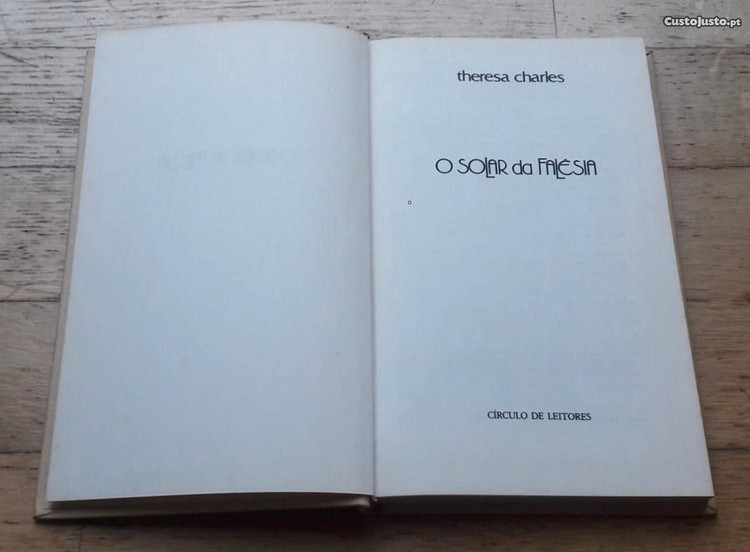 CustoJusto.pt
theresa charles
O SOLAR da FALÉSIA
CÍRCULO DE LEITORES